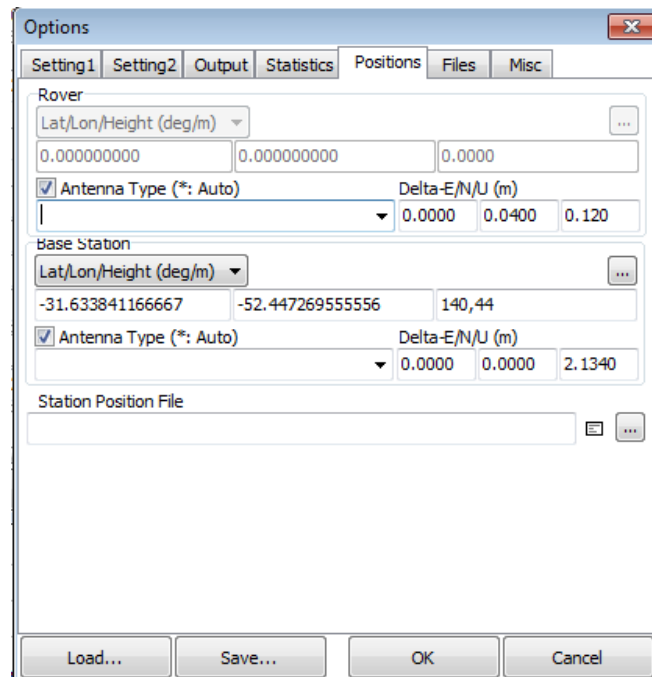 Options
Setting1 Setting2 Output Statistics Positions Files Misc
Rover
Lat/Lon/Height (deg/m) ...
0.000000000 0.000000000 0.0000
Antenna Type (*: Auto) Delta-E/N/U (m)
0.0000 0.0400 0.120
Base Station
Lat/Lon/Height (deg/m) ...
-31.633841166667 -52.447269555556 140,44
Antenna Type (*: Auto) Delta-E/N/U (m)
0.0000 0.0000 2.1340
Station Position File
...
Load... Save... OK Cancel